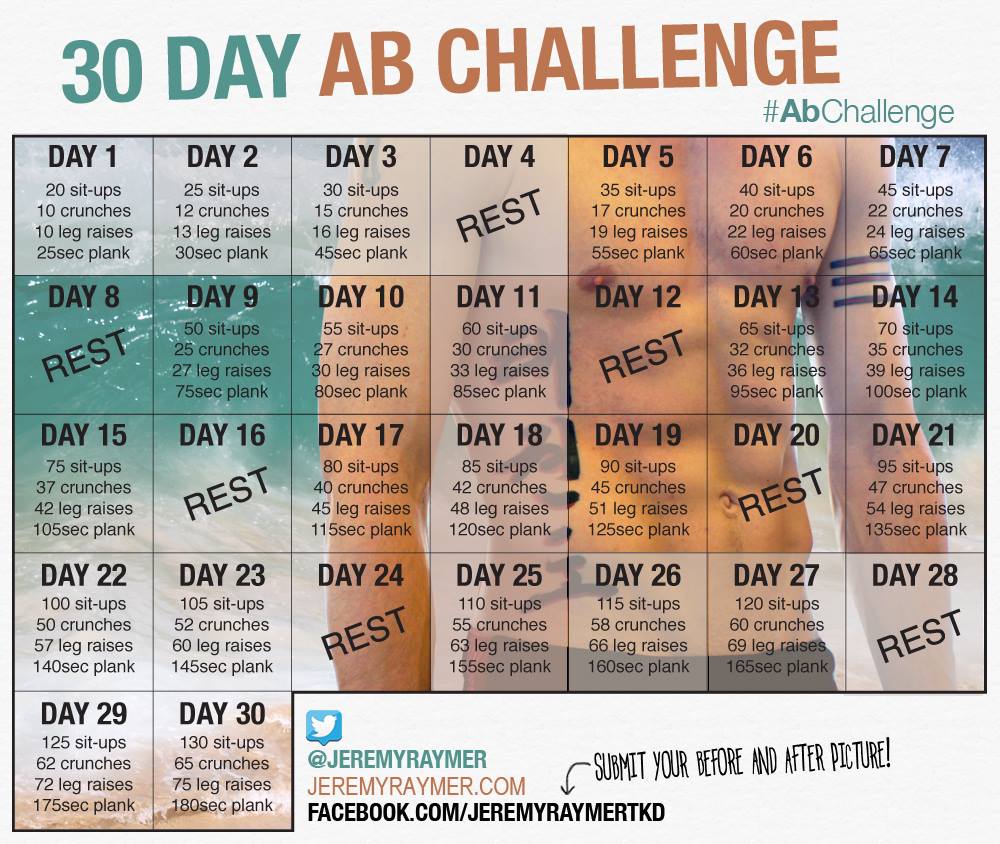 30 DAY AB CHALLENGE
#AbChallenge
DAY 1
20 sit-ups
10 crunches
10 leg raises
25sec plank
DAY 2
25 sit-ups
12 crunches
13 leg raises
30sec plank
DAY 3
30 sit-ups
15 crunches
16 leg raises
45sec plank
DAY 4
REST
DAY 5
35 sit-ups
17 crunches
19 leg raises
55sec plank
DAY 6
40 sit-ups
20 crunches
22 leg raises
60sec plank
DAY 7
45 sit-ups
22 crunches
24 leg raises
65sec plank
DAY 8
REST
DAY 9
50 sit-ups
25 crunches
27 leg raises
75sec plank
DAY 10
55 sit-ups
27 crunches
30 leg raises
80sec plank
DAY 11
60 sit-ups
30 crunches
33 leg raises
85sec plank
DAY 12
REST
DAY 13
65 sit-ups
32 crunches
36 leg raises
95sec plank
DAY 14
70 sit-ups
35 crunches
39 leg raises
100sec plank
DAY 15
75 sit-ups
37 crunches
42 leg raises
105sec plank
DAY 16
REST
DAY 17
80 sit-ups
40 crunches
45 leg raises
115sec plank
DAY 18
85 sit-ups
42 crunches
48 leg raises
120sec plank
DAY 19
90 sit-ups
45 crunches
51 leg raises
125sec plank
DAY 20
REST
DAY 21
95 sit-ups
47 crunches
54 leg raises
135sec plank
DAY 22
100 sit-ups
50 crunches
57 leg raises
140sec plank
DAY 23
105 sit-ups
52 crunches
60 leg raises
145sec plank
DAY 24
REST
DAY 25
110 sit-ups
55 crunches
63 leg raises
155sec plank
DAY 26
115 sit-ups
58 crunches
66 leg raises
160sec plank
DAY 27
120 sit-ups
60 crunches
69 leg raises
165sec plank
DAY 28
REST
DAY 29
125 sit-ups
62 crunches
72 leg raises
175sec plank
DAY 30
130 sit-ups
65 crunches
75 leg raises
180sec plank
@JEREMYRAYMER
JEREMYRAYMER.COM
FACEBOOK.COM/JEREMYRAYMERTKD
SUBMIT YOUR BEFORE AND AFTER PICTURE!